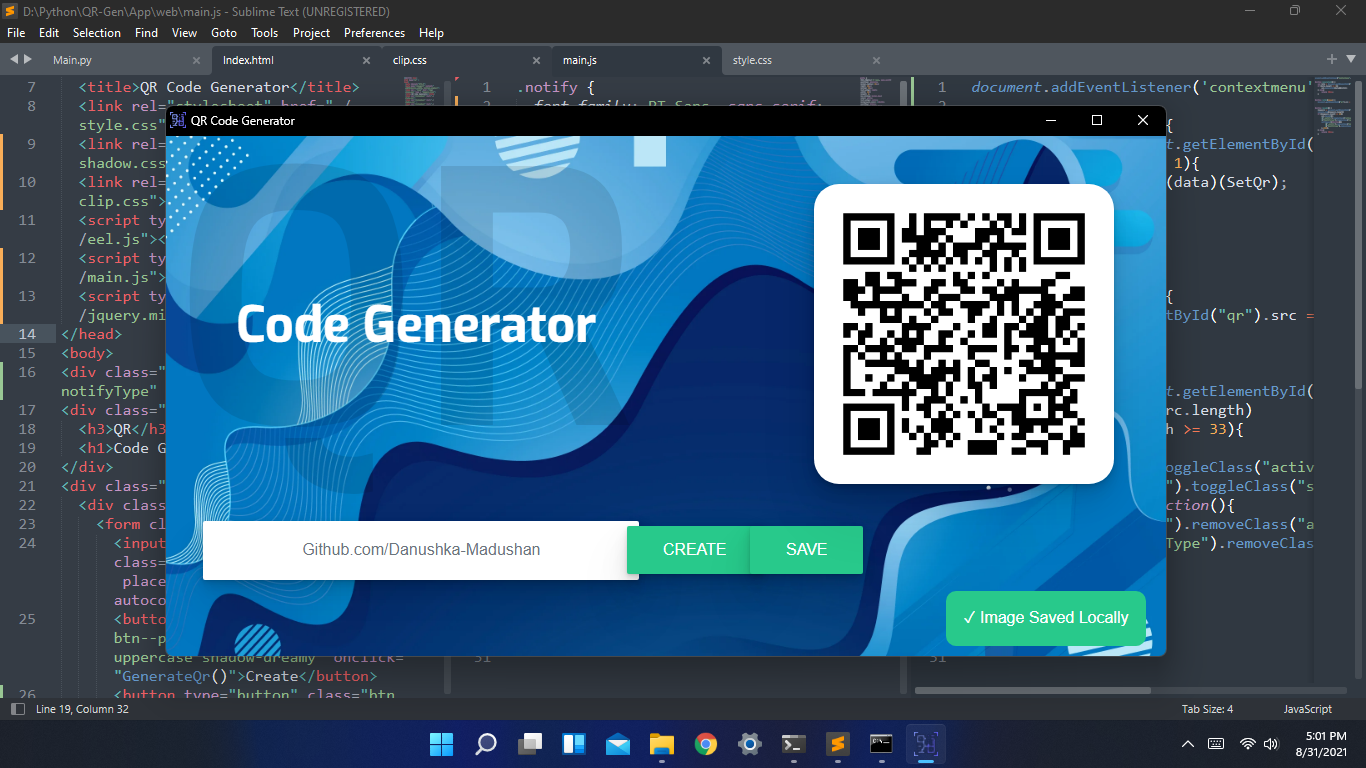 D:\Python\QR-Gen\App\web\main.js - Sublime Text (UNREGISTERED)
File Edit Selection Find View Goto Tools Project Preferences Help
Main.py Index.html clip.css main.js style.css
7 <title>QR Code Generator</title>
8 <link rel="stylesheet" href="/
style.css"
9 <link rel=
shadow.css
10 <link rel=
clip.css">
11 <script ty
/eel.js"><
12 <script ty
/main.js">
13 <script ty
/jquery.mi
14 </head>
15 <body>
16 <div class="
notifyType"
17 <div class="
18 <h3>QR</h3
19 <h1>Code G
20 </div>
21 <div class="
22 <div class
23 <form cl
24 <input
class=
place
autoco
25 <butto
btn--p
uppercase shadow-dreamy" onclick=
"GenerateQr()">Create</button>
26 <button type="button" class="btn
1 .notify {
2 font-family: PT Sans, sans-serif;
31
1 document.addEventListener('contextmenu'
2
{
t.getElementById(
1){
(data)(SetQr);
{
tById("qr").src =
t.getElementById(
rc.length)
h >= 33){
oggleClass("activ
").toggleClass("s
ction(){
").removeClass("a
Type").removeClas
31
QR Code Generator
QR
Code Generator
Github.com/Danushka-Madushan
CREATE
SAVE
✓ Image Saved Locally
Line 19, Column 32
Tab Size: 4
JavaScript
5:01 PM
8/31/2021